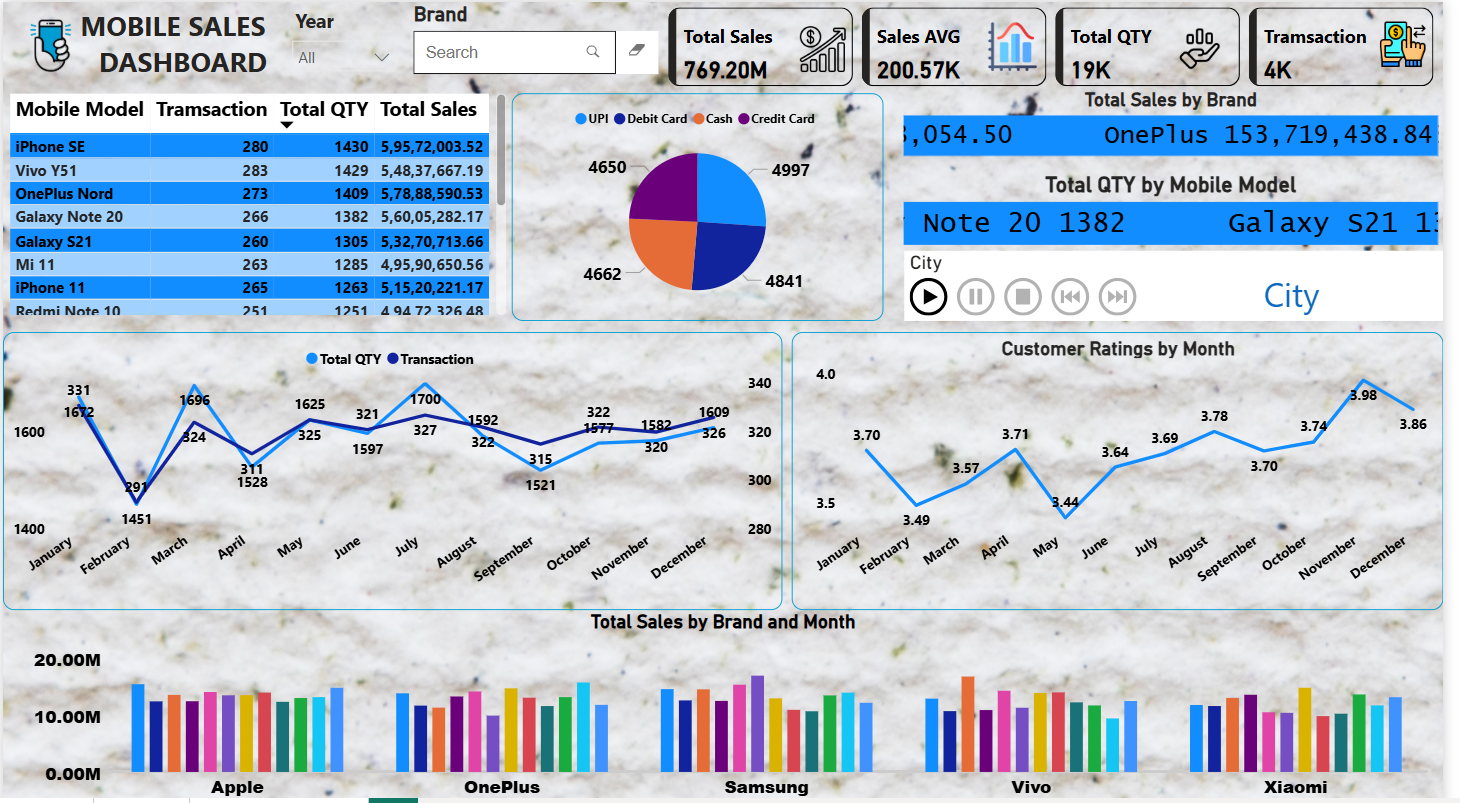 MOBILE SALES
DASHBOARD
Year
All
Brand
Search
Total Sales
769.20M
Sales AVG
200.57K
Total QTY
19K
Tramsaction
4K
Mobile Model Tramsaction Total QTY Total Sales
iPhone SE 280 1430 5,95,72,003.52
Vivo Y51 283 1429 5,48,37,667.19
OnePlus Nord 273 1409 5,78,88,590.53
Galaxy Note 20 266 1382 5,60,05,282.17
Galaxy S21 260 1305 5,32,70,713.66
Mi 11 263 1285 5,95,90,650.56
iPhone 11 265 1263 5,15,20,221.17
Redmi Note 10 251 1251 4,94,72,326.48
UPI Debit Card Cash Credit Card
4650
4997
4662
4841
Total Sales by Brand
,054.50 OnePlus 153,719,438.84
Total QTY by Mobile Model
Note 20 1382 Galaxy S21
City
City
Total QTY Transaction
1600
1400
340
320
300
280
331
1672
291
1451
1696
324
311
1528
1625
325
321
1597
1700
327
1592
322
315
1521
322
1577
1582
320
1609
326
January
February
March
April
May
June
July
August
September
October
November
December
Customer Ratings by Month
4.0
3.5
3.70
3.49
3.57
3.71
3.44
3.64
3.69
3.78
3.70
3.74
3.98
3.86
January
February
March
April
May
June
July
August
September
October
November
December
Total Sales by Brand and Month
20.00M
10.00M
0.00M
Apple
OnePlus
Samsung
Vivo
Xiaomi